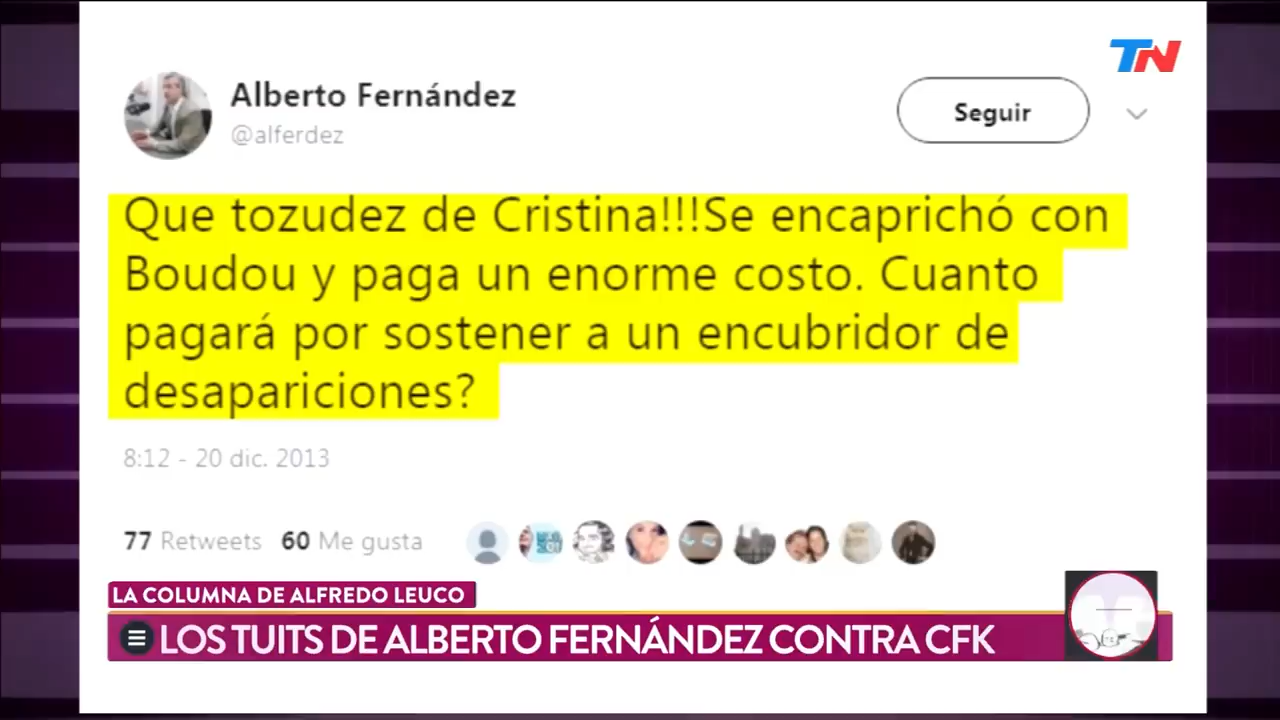 TN
Alberto Fernández
@alferdez
Seguir
Que tozudez de Cristina!!!Se encaprichó con
Boudou y paga un enorme costo. Cuanto
pagará por sostener a un encubridor de
desapariciones?
8:12 - 20 dic. 2013
77 Retweets 60 Me gusta
LA COLUMNA DE ALFREDO LEUCO
LOS TUITS DE ALBERTO FERNÁNDEZ CONTRA CFK